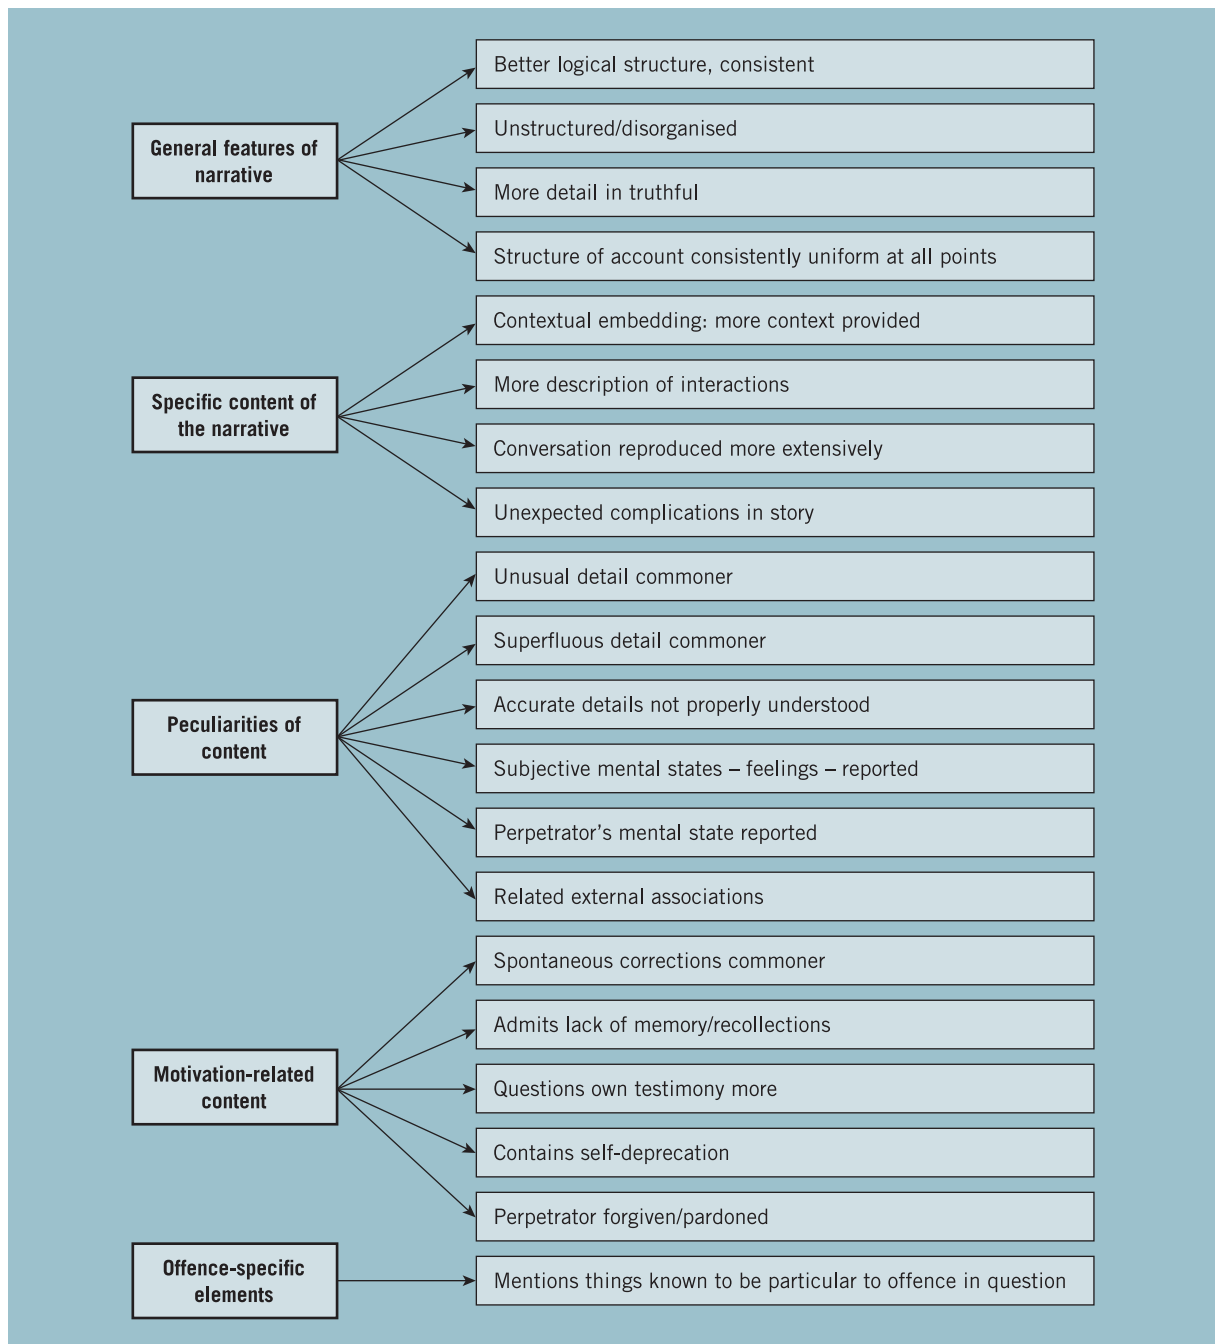 General features of
narrative
Better logical structure, consistent
Unstructured/disorganised
More detail in truthful
Structure of account consistently uniform at all points
Specific content of
the narrative
Contextual embedding: more context provided
More description of interactions
Conversation reproduced more extensively
Unexpected complications in story
Peculiarities of
content
Unusual detail commoner
Superfluous detail commoner
Accurate details not properly understood
Subjective mental states – feelings – reported
Perpetrator’s mental state reported
Related external associations
Motivation-related
content
Spontaneous corrections commoner
Admits lack of memory/recollections
Questions own testimony more
Contains self-deprecation
Perpetrator forgiven/pardoned
Offence-specific
elements
Mentions things known to be particular to offence in question